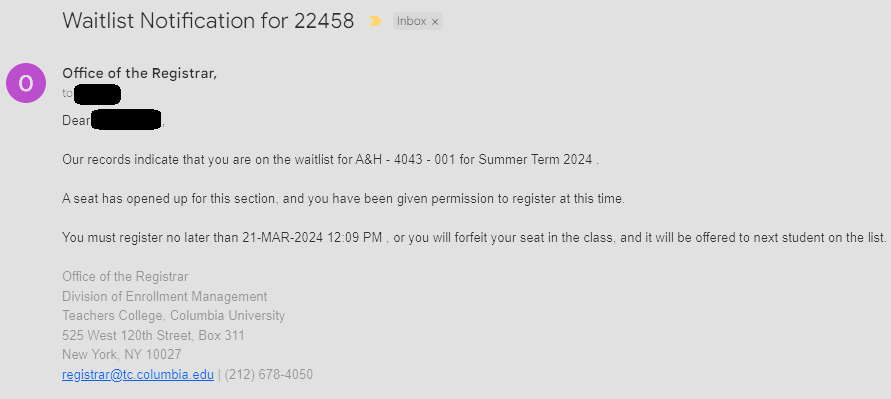 Waitlist Notification for 22458 Inbox ×
O
Office of the Registrar,
to
Dear ,
Our records indicate that you are on the waitlist for A&H - 4043 - 001 for Summer Term 2024 .
A seat has opened up for this section, and you have been given permission to register at this time.
You must register no later than 21-MAR-2024 12:09 PM , or you will forfeit your seat in the class, and it will be offered to next student on the list.
Office of the Registrar
Division of Enrollment Management
Teachers College, Columbia University
525 West 120th Street, Box 311
New York, NY 10027
registrar@tc.columbia.edu | (212) 678-4050